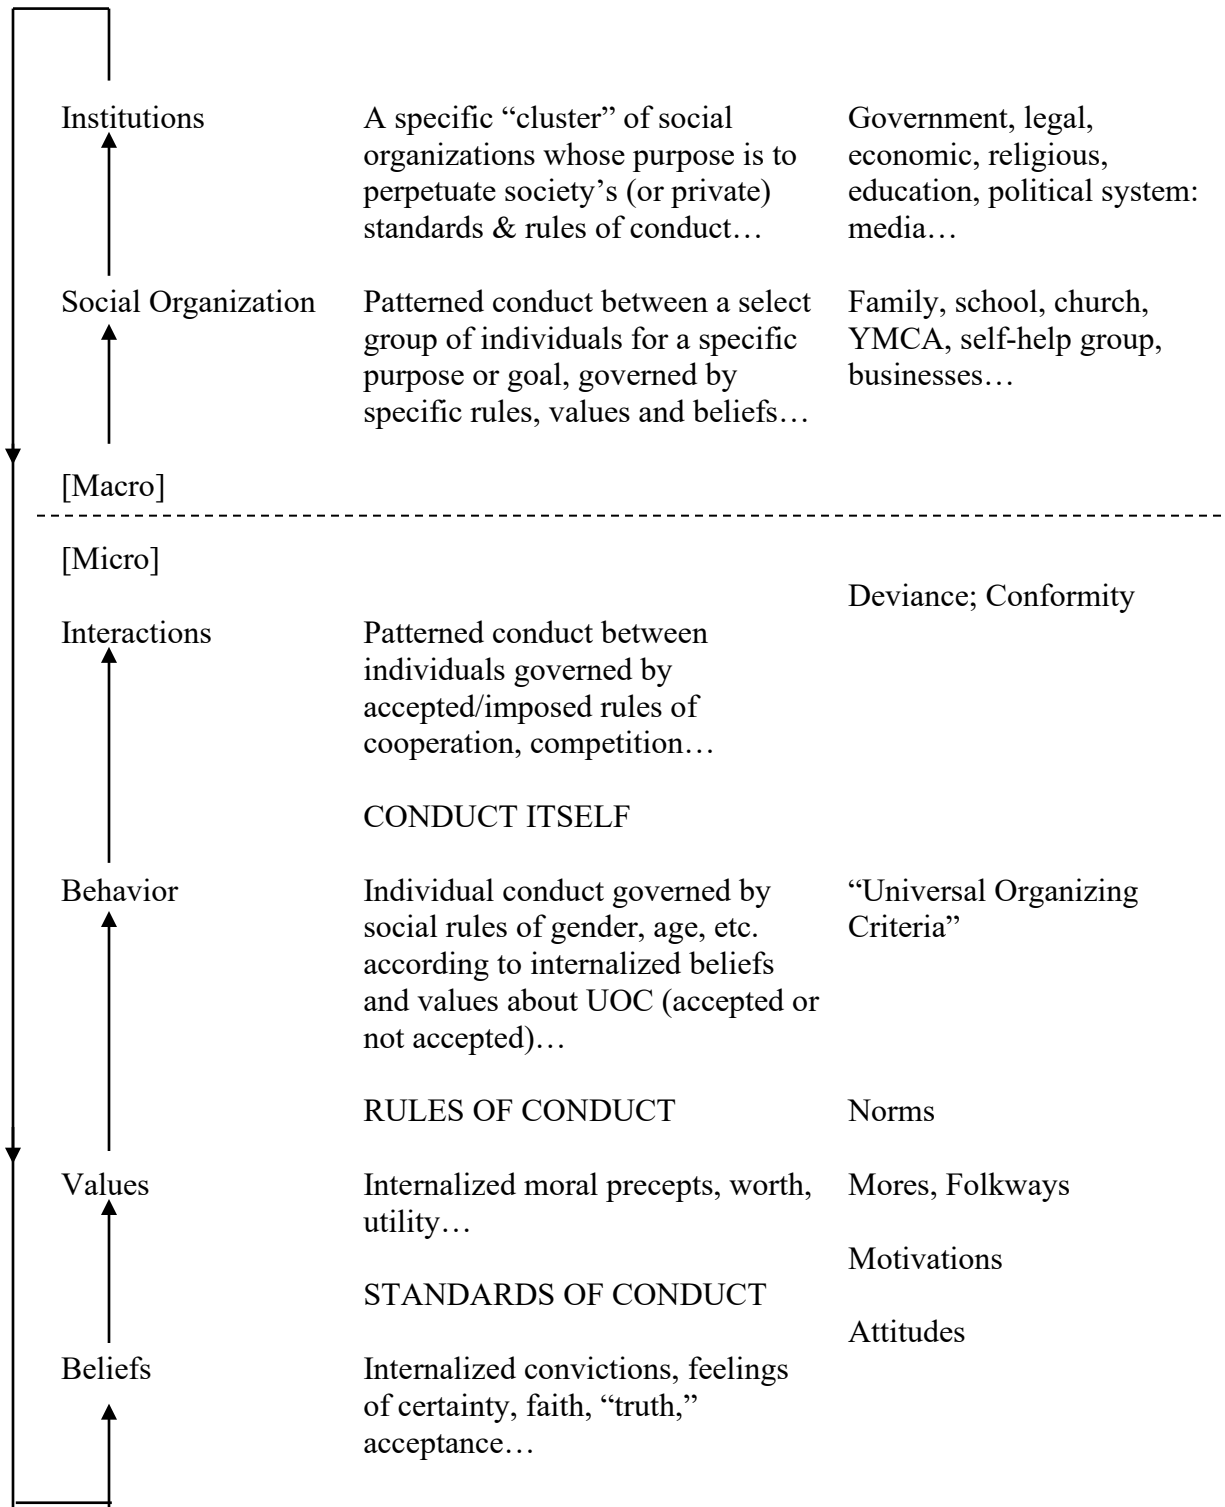 Institutions
A specific “cluster” of social
organizations whose purpose is to
perpetuate society’s (or private)
standards & rules of conduct…
Government, legal,
economic, religious,
education, political system:
media…
Social Organization
Patterned conduct between a select
group of individuals for a specific
purpose or goal, governed by
specific rules, values and beliefs…
Family, school, church,
YMCA, self-help group,
businesses…
[Macro]
[Micro]
Deviance; Conformity
Interactions
Patterned conduct between
individuals governed by
accepted/imposed rules of
cooperation, competition…
CONDUCT ITSELF
Behavior
Individual conduct governed by
social rules of gender, age, etc.
according to internalized beliefs
and values about UOC (accepted or
not accepted)…
“Universal Organizing
Criteria”
RULES OF CONDUCT
Norms
Values
Internalized moral precepts, worth,
utility…
Mores, Folkways
Motivations
STANDARDS OF CONDUCT
Attitudes
Beliefs
Internalized convictions, feelings
of certainty, faith, “truth,”
acceptance…